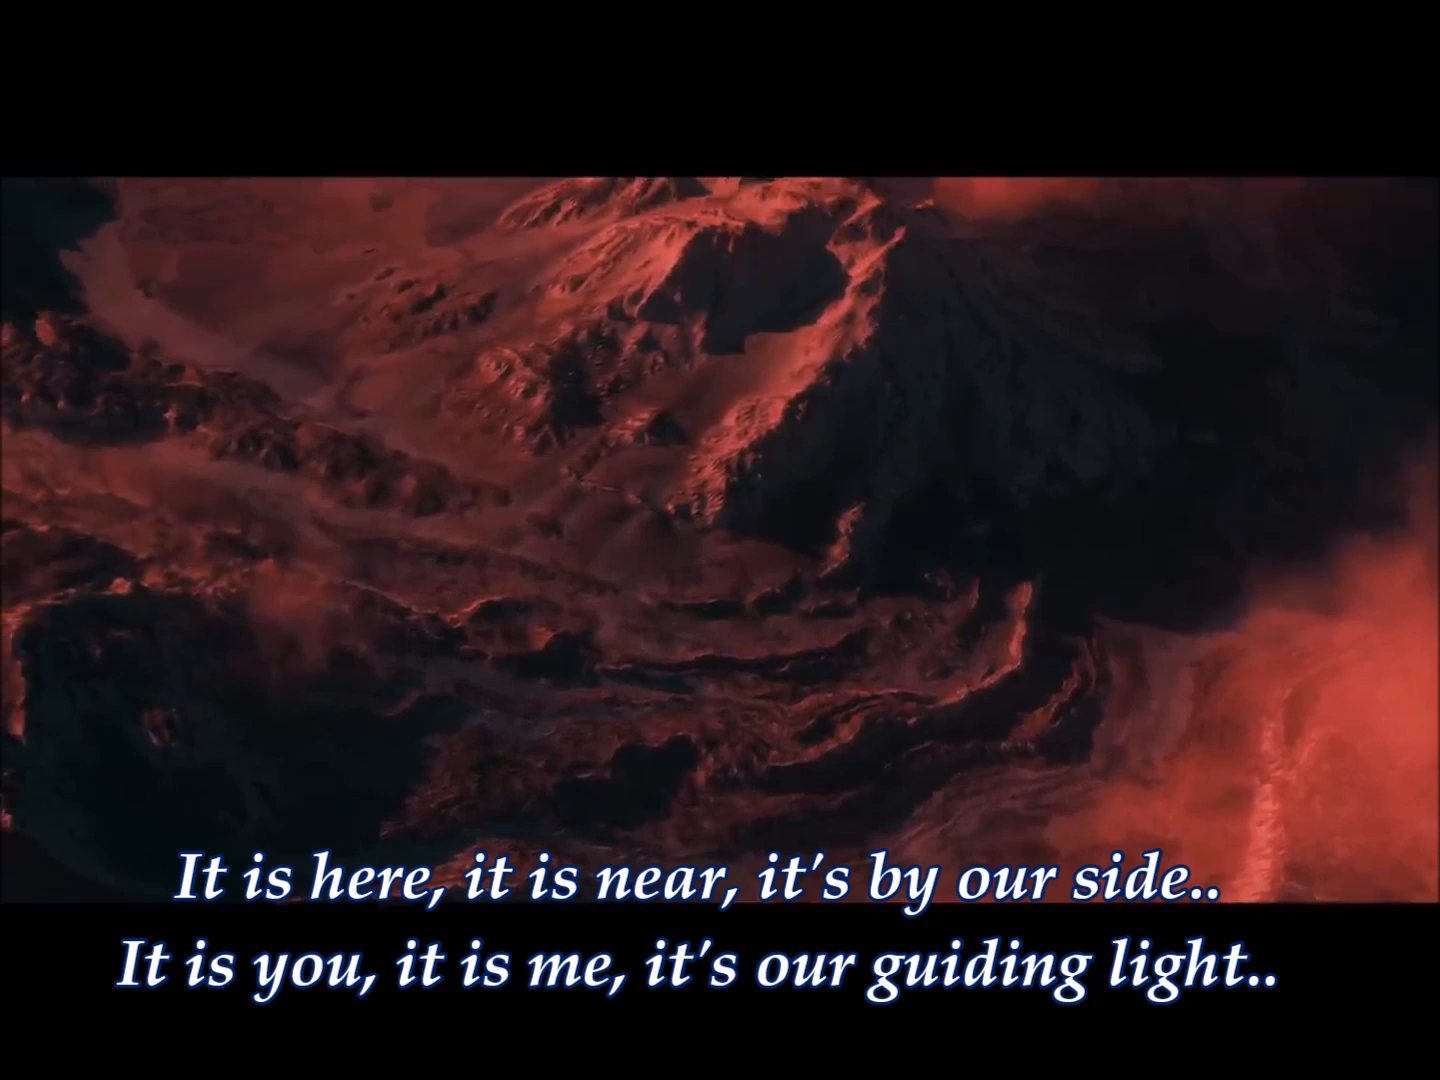 It is here, it is near, it's by our side..
It is you, it is me, it's our guiding light..